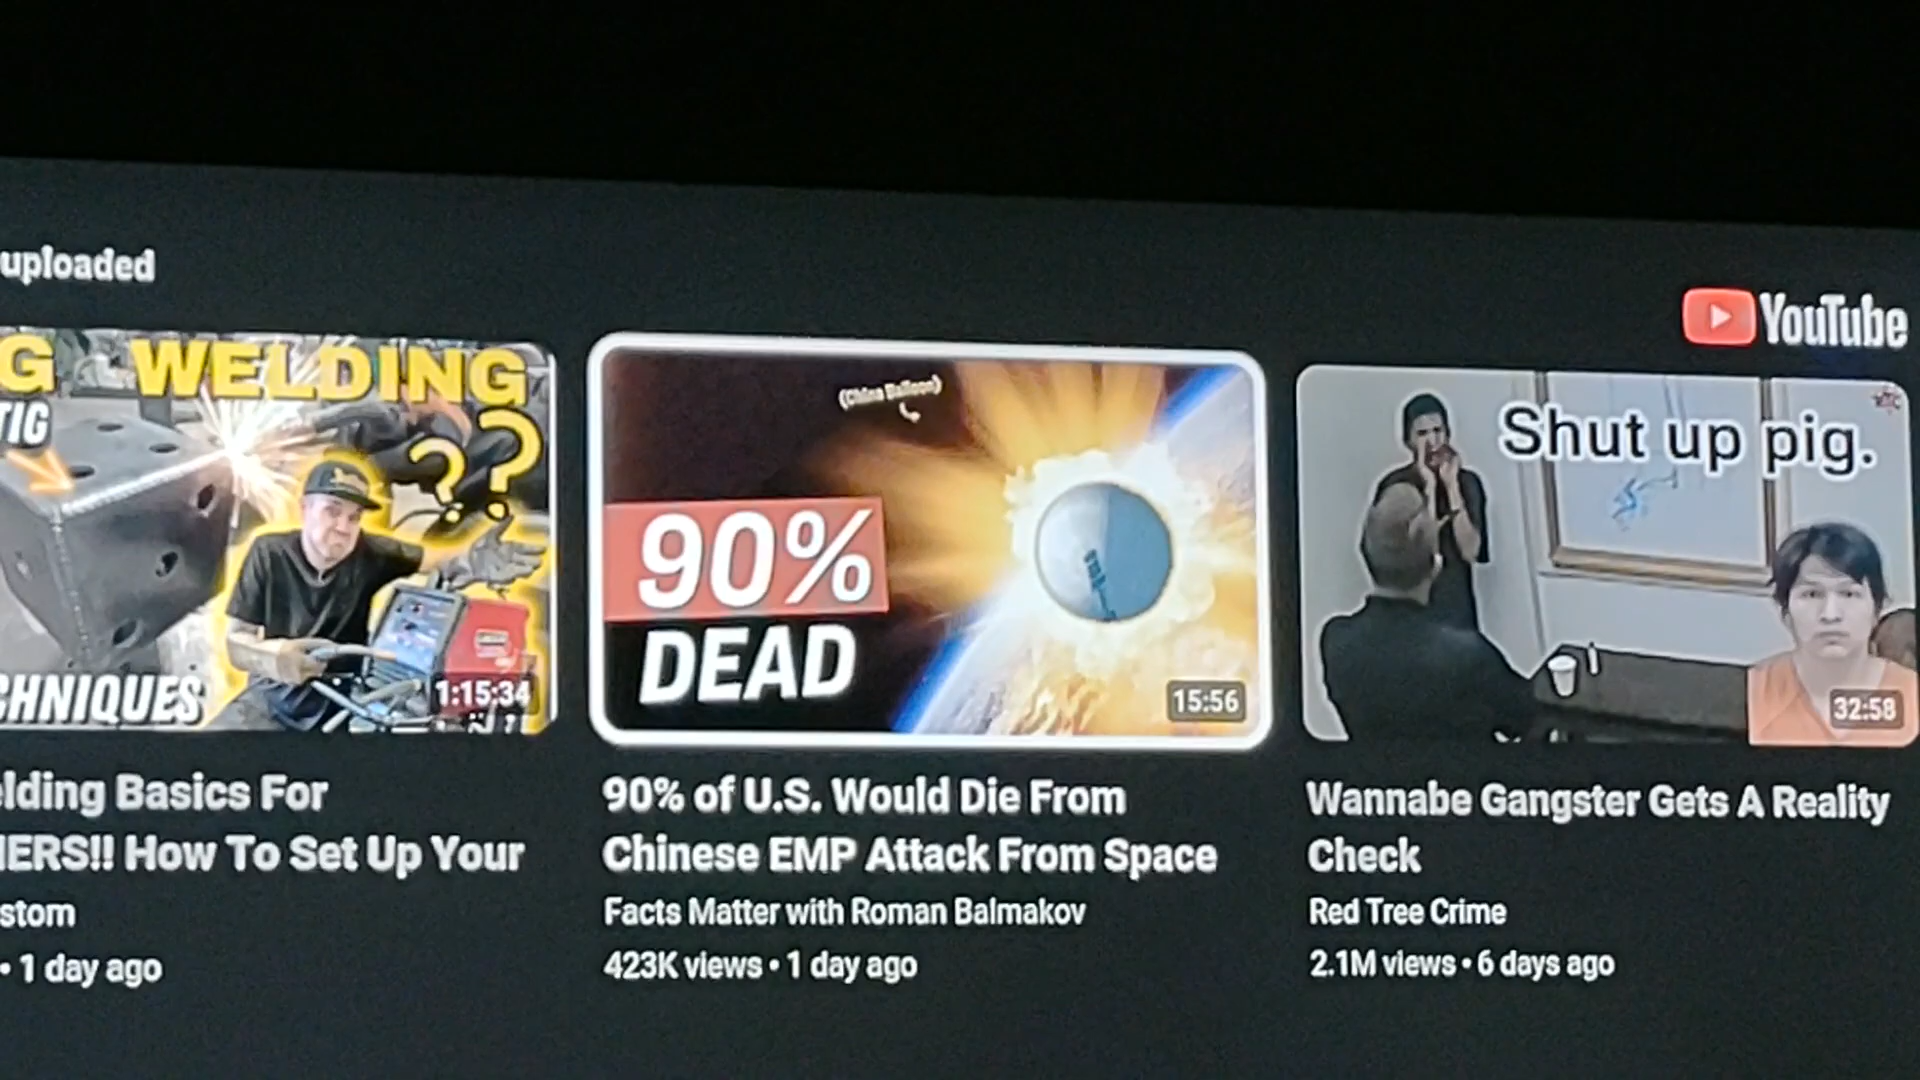 uploaded
YouTube
G WELDING
TIG
??
CHNIQUES
1:15:34
(China Balloon)
90%
DEAD
15:56
Shut up pig.
32:58
lding Basics For
IERS!! How To Set Up Your
stom
• 1 day ago
90% of U.S. Would Die From
Chinese EMP Attack From Space
Facts Matter with Roman Balmakov
423K views • 1 day ago
Wannabe Gangster Gets A Reality
Check
Red Tree Crime
2.1M views • 6 days ago